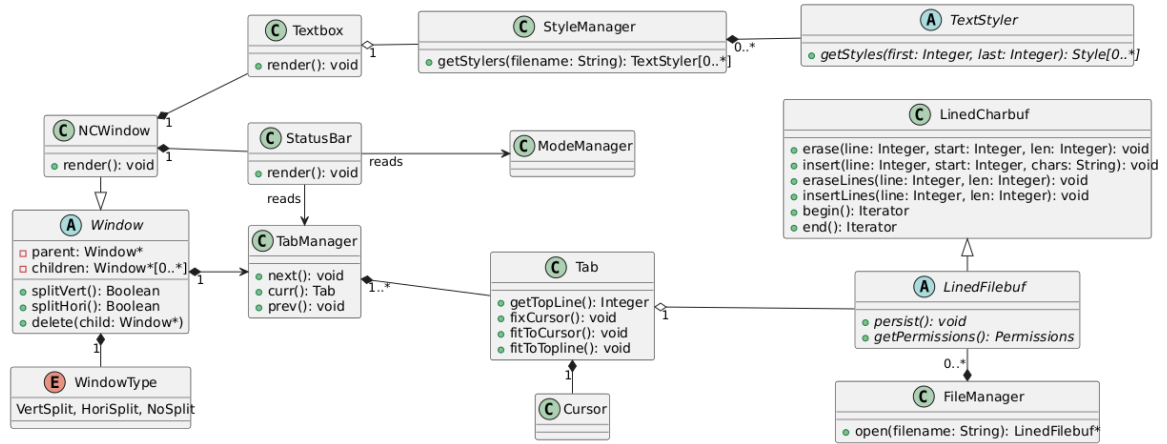 C Textbox
render(): void
1
C StyleManager
getStylers(filename: String): TextStyler[0..*]
0..*
A TextStyler
getStyles(first: Integer, last: Integer): Style[0..*]
C NCWindow
render(): void
1
1
C StatusBar
render(): void
reads
reads
C ModeManager
C LinedCharbuf
erase(line: Integer, start: Integer, len: Integer): void
insert(line: Integer, start: Integer, chars: String): void
eraseLines(line: Integer, len: Integer): void
insertLines(line: Integer, len: Integer): void
begin(): Iterator
end(): Iterator
A Window
parent: Window*
children: Window*[0..*]
splitVert(): Boolean
splitHori(): Boolean
delete(child: Window*)
1
1
C TabManager
next(): void
curr(): Tab
prev(): void
1..*
C Tab
getTopLine(): Integer
fixCursor(): void
fitToCursor(): void
fitToTopline(): void
1
1
A LinedFilebuf
persist(): void
getPermissions(): Permissions
0..*
E WindowType
VertSplit, HoriSplit, NoSplit
C Cursor
C FileManager
open(filename: String): LinedFilebuf*